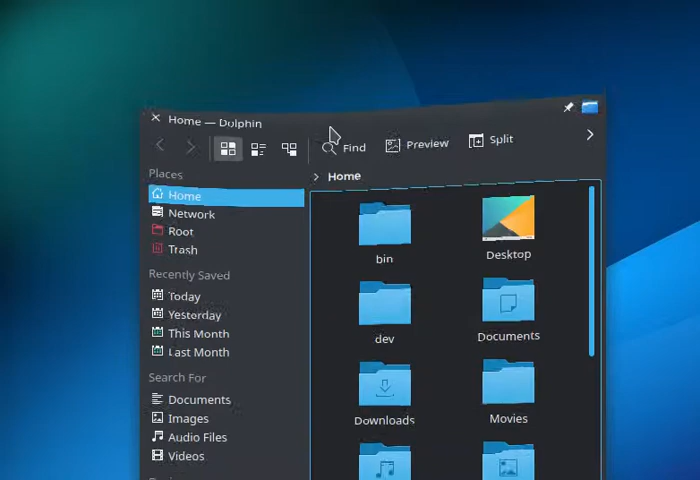 Home — Dolphin
Find
Preview
Split
Places
Home
Home
Network
Root
Trash
Recently Saved
Today
Yesterday
This Month
Last Month
Search For
Documents
Images
Audio Files
Videos
bin
Desktop
dev
Documents
Downloads
Movies